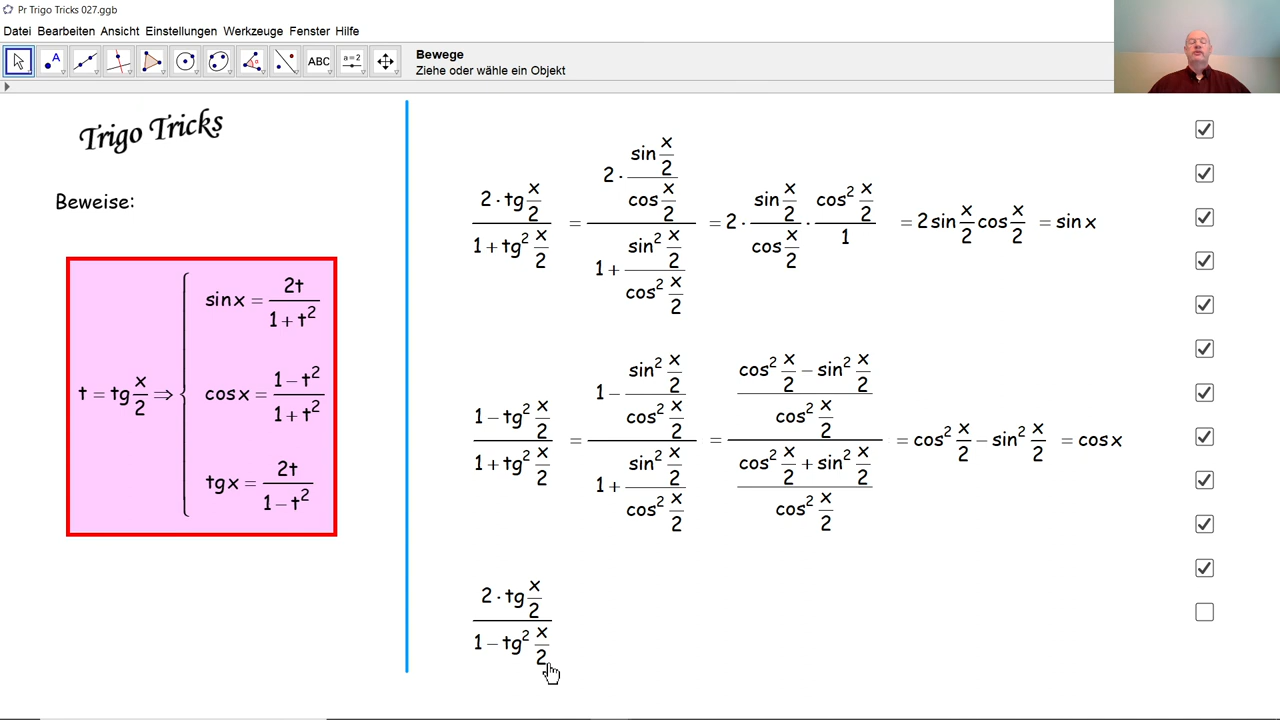 Pr Trigo Tricks 027.ggb
Datei Bearbeiten Ansicht Einstellungen Werkzeuge Fenster Hilfe
A ABC a=2
Bewege
Ziehe oder wähle ein Objekt
Trigo Tricks
Beweise:
t = tg x/2 ⇒ {
sin x = 2t/(1 + t²)
cos x = (1 − t²)/(1 + t²)
tg x = 2t/(1 − t²)
(2 · tg x/2)/(1 + tg² x/2) = (2 · (sin x/2)/(cos x/2))/(1 + (sin² x/2)/(cos² x/2)) = 2 · (sin x/2)/(cos x/2) · (cos² x/2)/1 = 2 sin x/2 cos x/2 = sin x
(1 − tg² x/2)/(1 + tg² x/2) = (1 − (sin² x/2)/(cos² x/2))/(1 + (sin² x/2)/(cos² x/2)) = ((cos² x/2 − sin² x/2)/(cos² x/2))/((cos² x/2 + sin² x/2)/(cos² x/2)) = cos² x/2 − sin² x/2 = cos x
(2 · tg x/2)/(1 − tg² x/2)